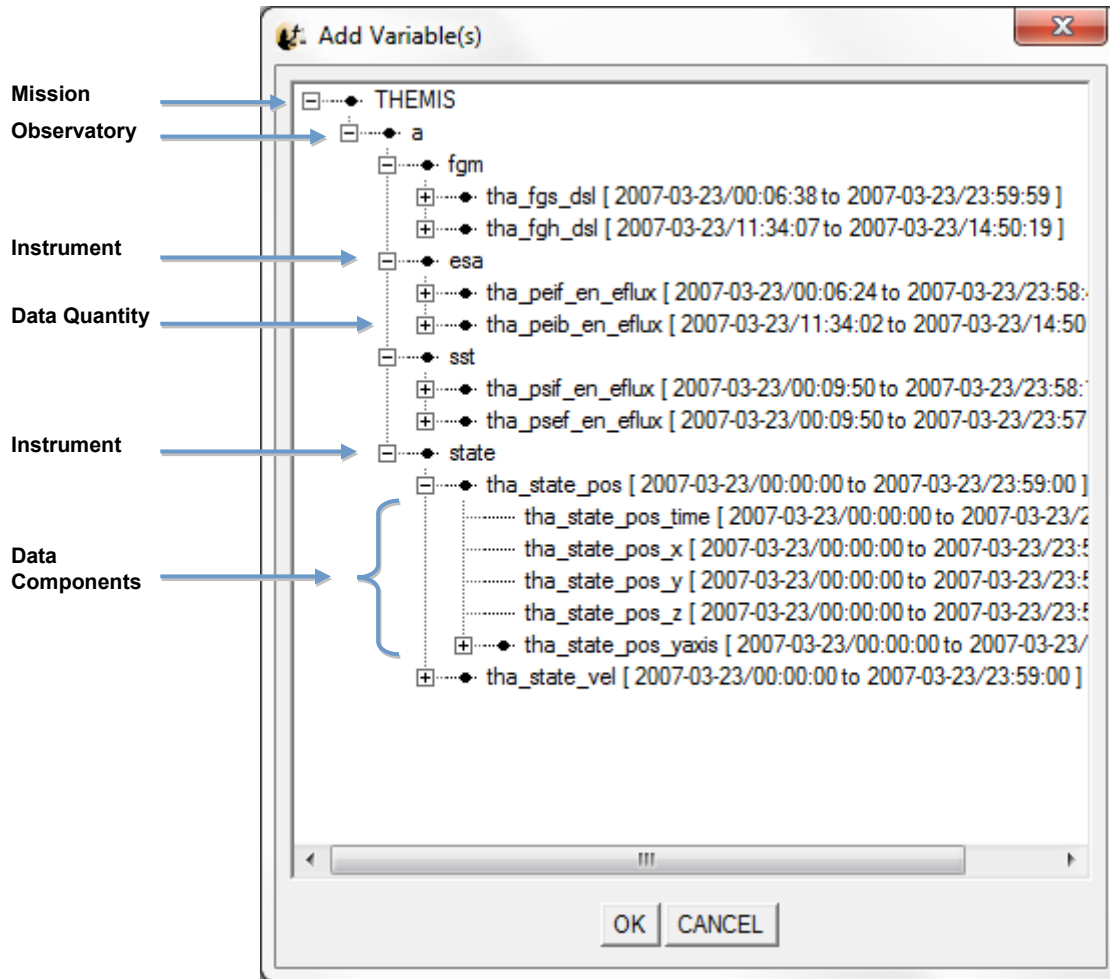 Add Variable(s)
Mission
THEMIS
Observatory
a
fgm
tha_fgs_dsl [ 2007-03-23/00:06:38 to 2007-03-23/23:59:59 ]
tha_fgh_dsl [ 2007-03-23/11:34:07 to 2007-03-23/14:50:19 ]
Instrument
esa
tha_peif_en_eflux [ 2007-03-23/00:06:24 to 2007-03-23/23:58:
Data Quantity
tha_peib_en_eflux [ 2007-03-23/11:34:02 to 2007-03-23/14:50
sst
tha_psif_en_eflux [ 2007-03-23/00:09:50 to 2007-03-23/23:58:
tha_psef_en_eflux [ 2007-03-23/00:09:50 to 2007-03-23/23:57
Instrument
state
tha_state_pos [ 2007-03-23/00:00:00 to 2007-03-23/23:59:00 ]
tha_state_pos_time [ 2007-03-23/00:00:00 to 2007-03-23/2
tha_state_pos_x [ 2007-03-23/00:00:00 to 2007-03-23/23:5
Data
Components
tha_state_pos_y [ 2007-03-23/00:00:00 to 2007-03-23/23:5
tha_state_pos_z [ 2007-03-23/00:00:00 to 2007-03-23/23:5
tha_state_pos_yaxis [ 2007-03-23/00:00:00 to 2007-03-23/
tha_state_vel [ 2007-03-23/00:00:00 to 2007-03-23/23:59:00 ]
OK
CANCEL